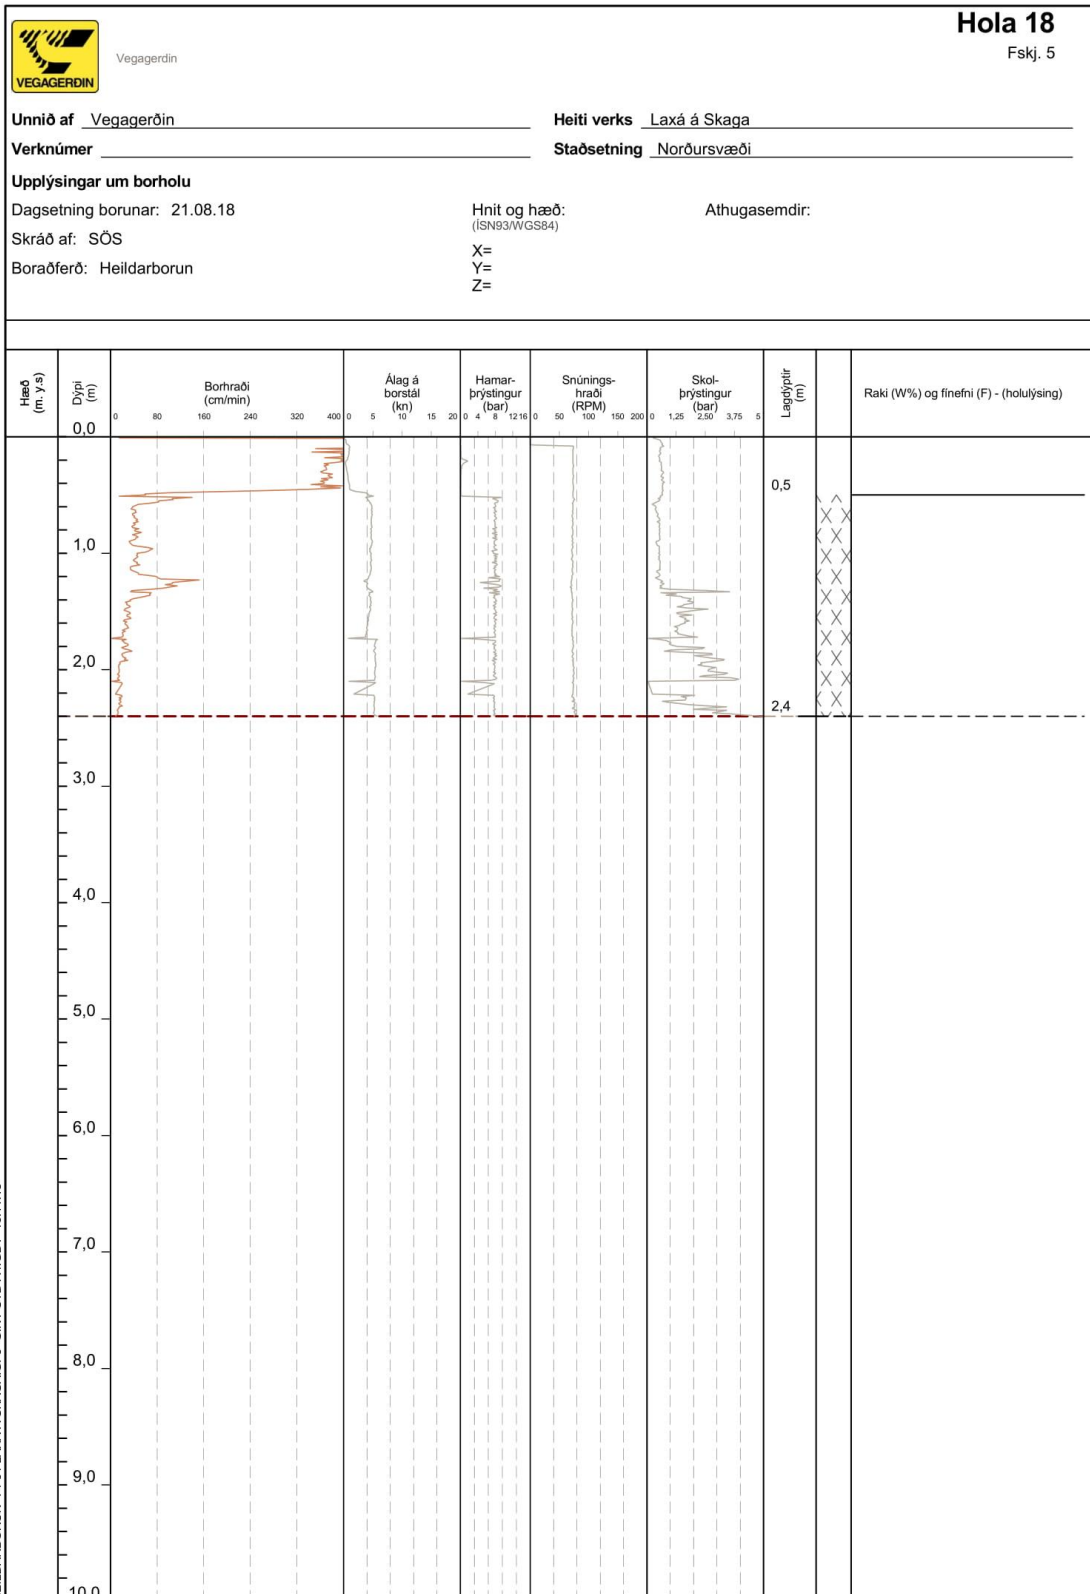 Hola 18
Fskj. 5
VEGAGERÐIN
Vegagerdin
Unnið af Vegagerðin
Heiti verks Laxá á Skaga
Verknúmer
Staðsetning Norðursvæði
Upplýsingar um borholu
Dagsetning borunar: 21.08.18
Skráð af: SÖS
Boraðferð: Heildarborun
Hnit og hæð:
(ÍSN93/WGS84)
X=
Y=
Z=
Athugasemdir:
Hæð
(m. y.s)
Dýpi
(m)
Borhraði
(cm/min)
0 80 160 240 320 400
Álag á
borstál
(kn)
0 5 10 15 20
Hamar-
þrýstingur
(bar)
0 4 8 12 16
Snúnings-
hraði
(RPM)
0 50 100 150 200
Skol-
þrýstingur
(bar)
0 1,25 2,50 3,75 5
Lagdýptir
(m)
Raki (W%) og fínefni (F) - (holulýsing)
0,0
0,5
1,0
2,0
2,4
3,0
4,0
5,0
6,0
7,0
8,0
9,0
10,0